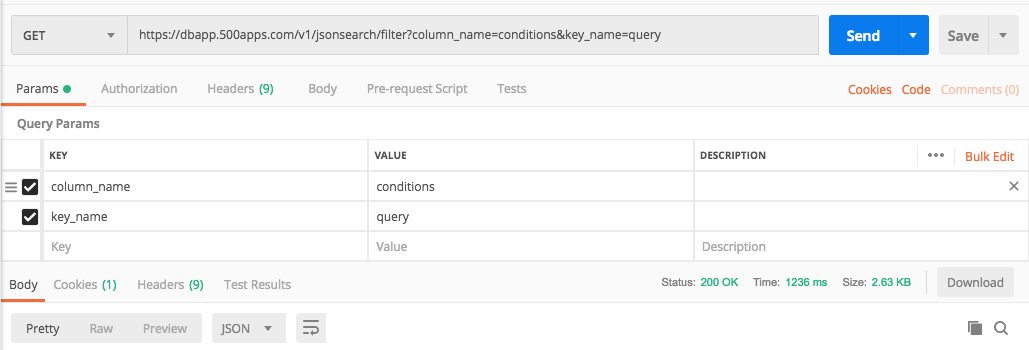 GET https://dbapp.500apps.com/v1/jsonsearch/filter?column_name=conditions&key_name=query Send Save
Params Authorization Headers (9) Body Pre-request Script Tests Cookies Code Comments (0)
Query Params
KEY VALUE DESCRIPTION ••• Bulk Edit
column_name conditions
key_name query
Key Value Description
Body Cookies (1) Headers (9) Test Results Status: 200 OK Time: 1236 ms Size: 2.63 KB Download
Pretty Raw Preview JSON